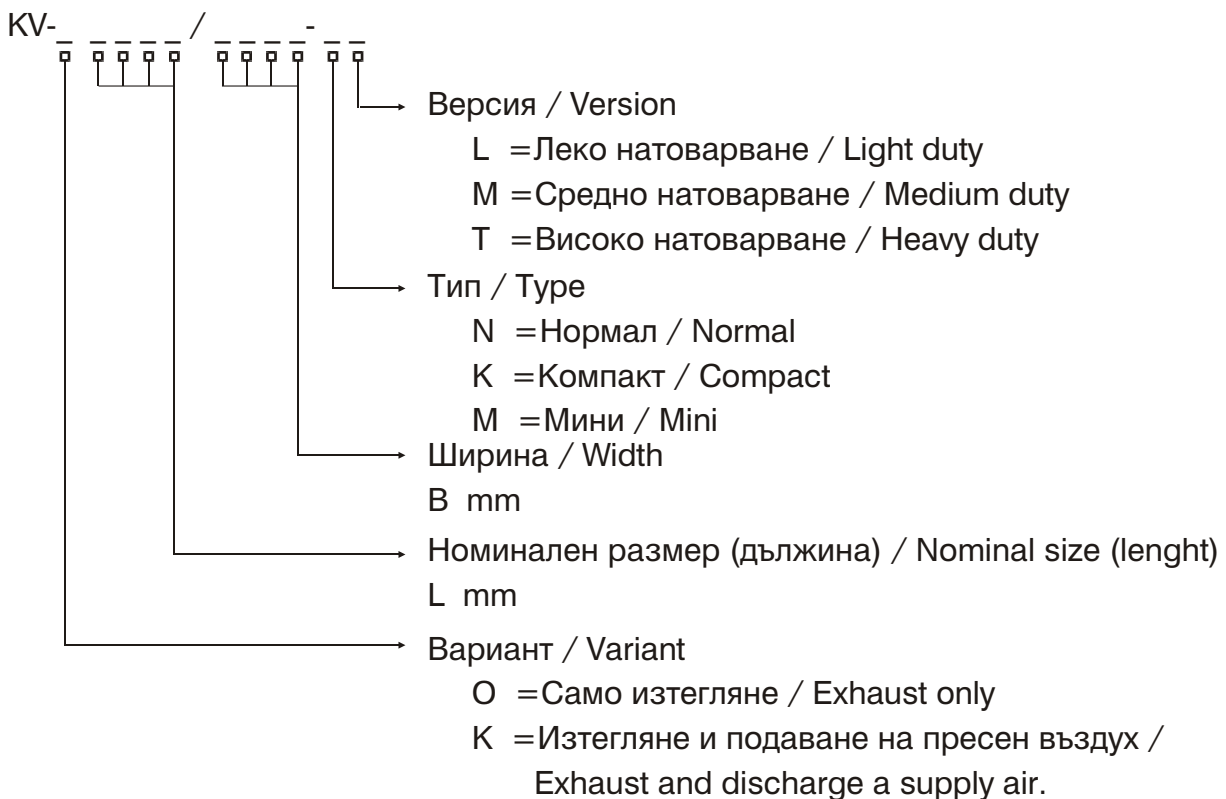 KV-_ _ _ _ _ / _ _ _ _-_ _
Версия / Version
L =Леко натоварване / Light duty
M =Средно натоварване / Medium duty
T =Високо натоварване / Heavy duty
Тип / Type
N =Нормал / Normal
K =Компакт / Compact
M =Мини / Mini
Ширина / Width
B mm
Номинален размер (дължина) / Nominal size (lenght)
L mm
Вариант / Variant
O =Само изтегляне / Exhaust only
K =Изтегляне и подаване на пресен въздух /
Exhaust and discharge a supply air.